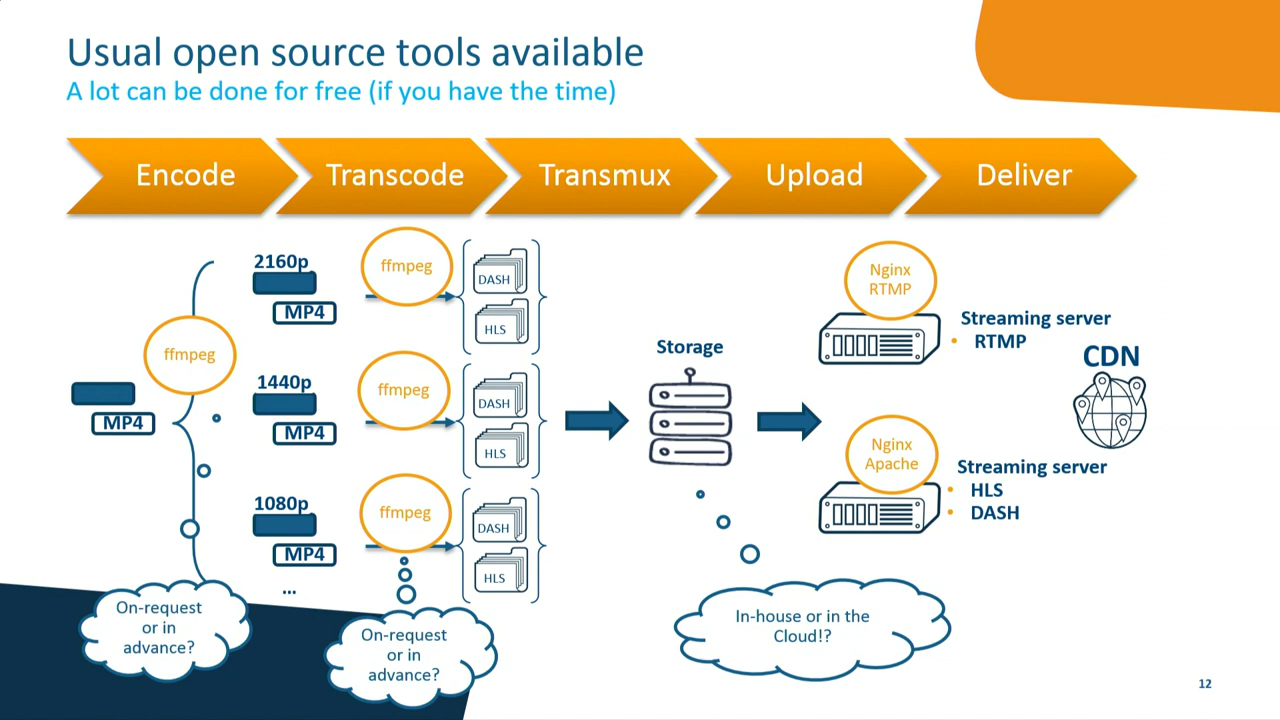 Usual open source tools available
A lot can be done for free (if you have the time)
Encode
Transcode
Transmux
Upload
Deliver
ffmpeg
MP4
2160p
MP4
ffmpeg
DASH
HLS
1440p
MP4
ffmpeg
DASH
HLS
1080p
MP4
ffmpeg
DASH
HLS
...
On-request
or in
advance?
On-request
or in
advance?
Storage
In-house or in the
Cloud!?
Nginx
RTMP
Streaming server
• RTMP
CDN
Nginx
Apache
Streaming server
• HLS
• DASH
12